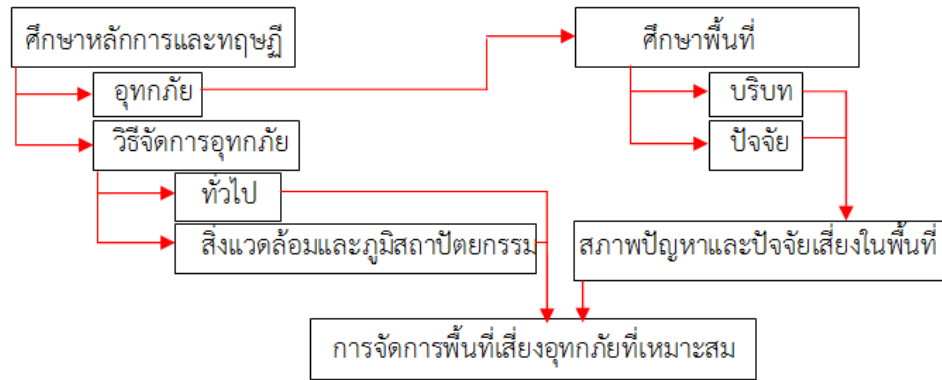 ศึกษาหลักการและทฤษฏี
ศึกษาพื้นที่
อุทกภัย
บริบท
วิธีจัดการอุทกภัย
ปัจจัย
ทั่วไป
สิ่งแวดล้อมและภูมิสถาปัตยกรรม
สภาพปัญหาและปัจจัยเสี่ยงในพื้นที่
การจัดการพื้นที่เสี่ยงอุทกภัยที่เหมาะสม